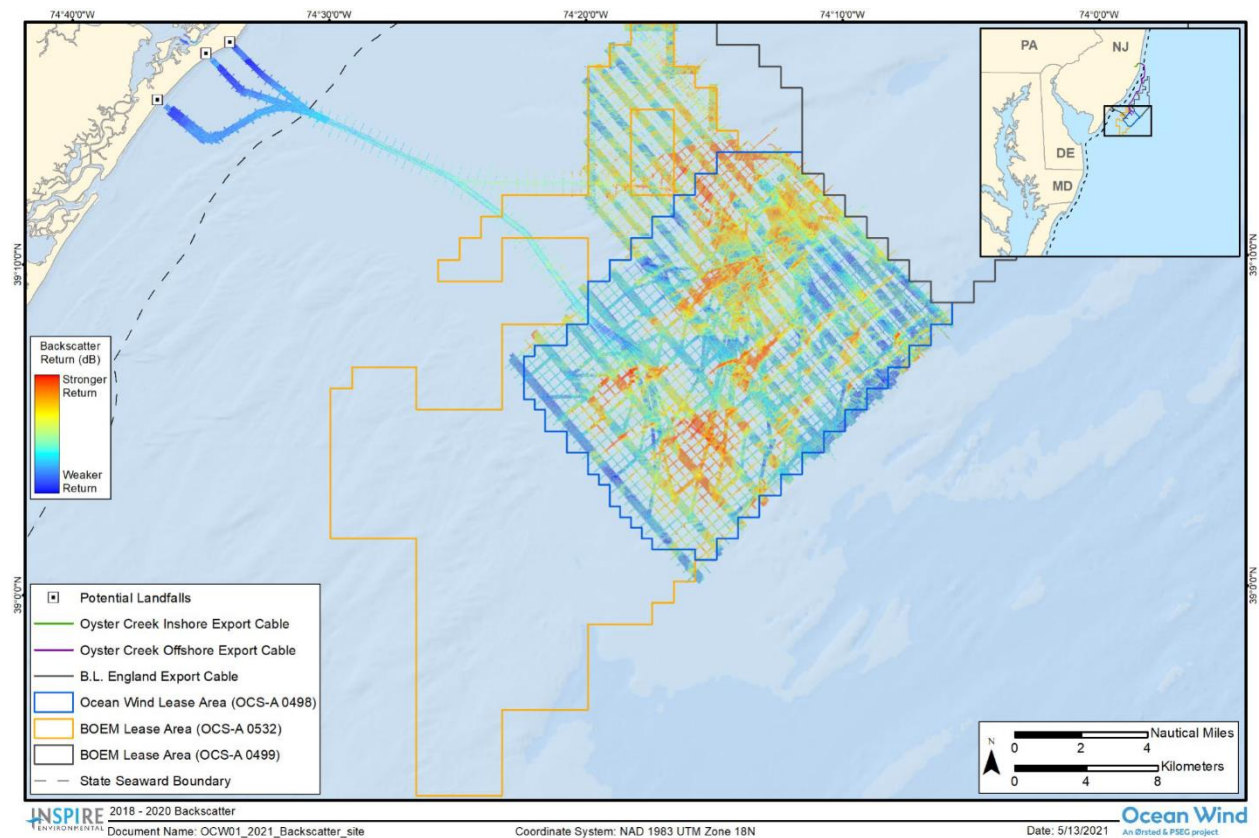 74°40'0"W
74°30'0"W
74°20'0"W
74°10'0"W
74°0'0"W
PA
NJ
DE
MD
39°10'0"N
39°10'0"N
Backscatter
Return (dB)
Stronger
Return
Weaker
Return
39°0'0"N
39°0'0"N
Potential Landfalls
Oyster Creek Inshore Export Cable
Oyster Creek Offshore Export Cable
B.L. England Export Cable
Ocean Wind Lease Area (OCS-A 0498)
BOEM Lease Area (OCS-A 0532)
BOEM Lease Area (OCS-A 0499)
State Seaward Boundary
N
Nautical Miles
0 2 4
Kilometers
0 4 8
INSPIRE
ENVIRONMENTAL
2018 - 2020 Backscatter
Document Name: OCW01_2021_Backscatter_site
Coordinate System: NAD 1983 UTM Zone 18N
Date: 5/13/2021
Ocean Wind
An Ørsted & PSEG project